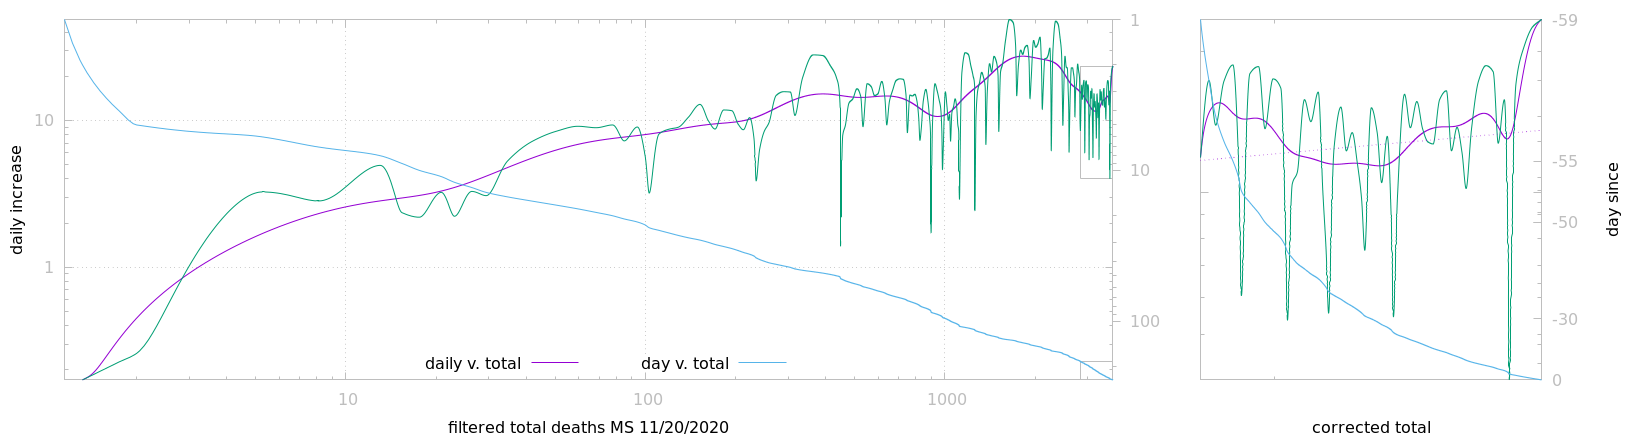 1
-59
10
daily increase
10
-55
day since
-50
1
100
-30
daily v. total
day v. total
0
10
100
1000
filtered total deaths MS 11/20/2020
corrected total